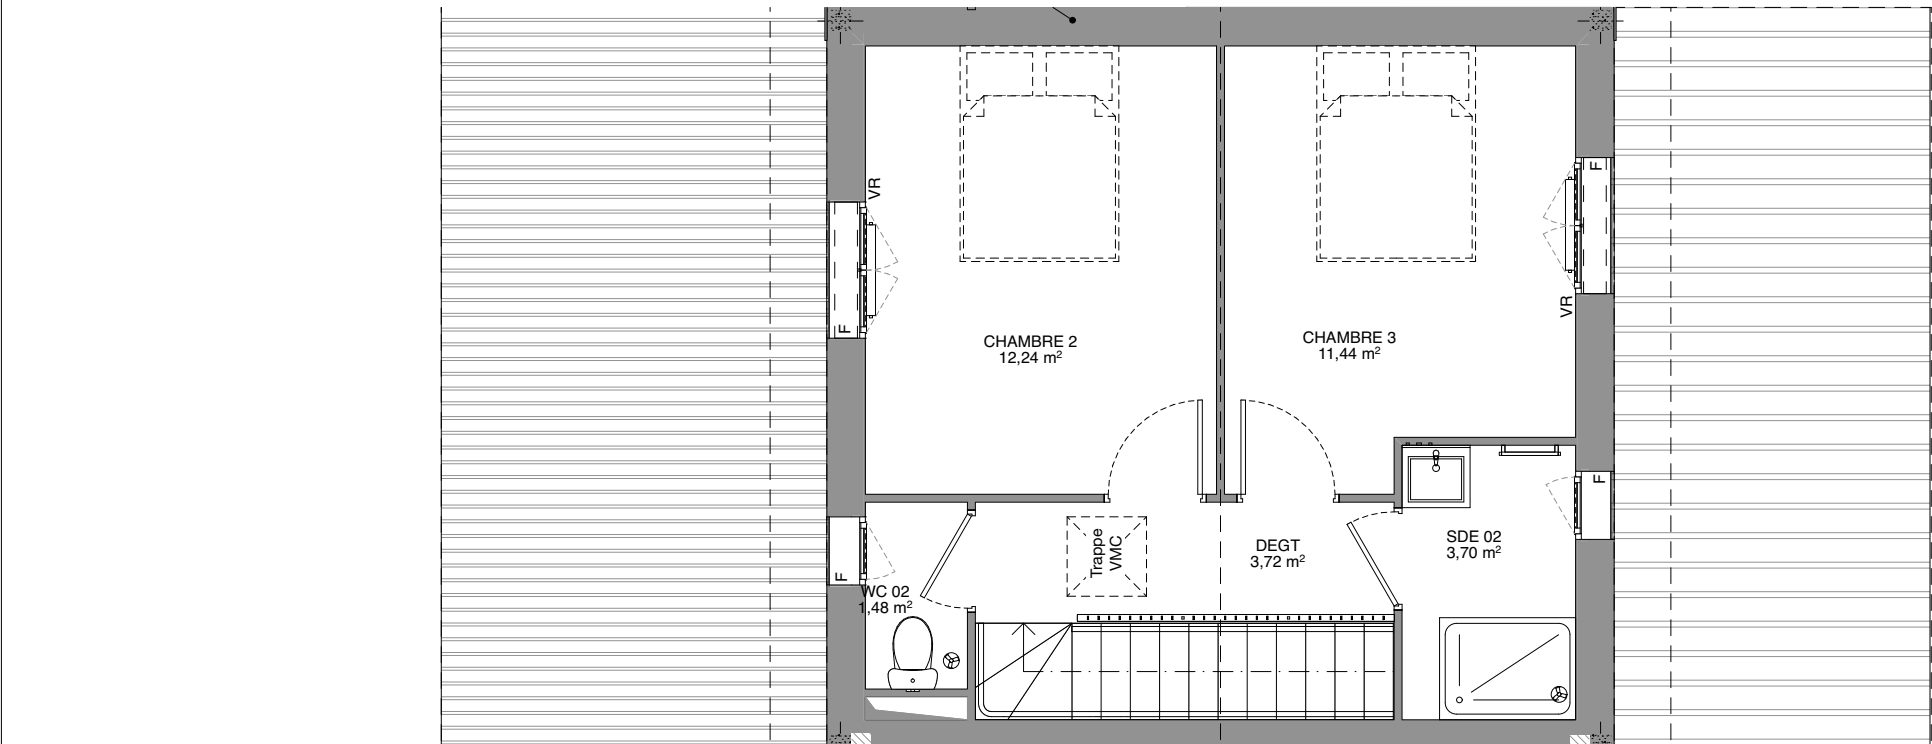 F
VR
VR
F
CHAMBRE 2
12,24 m²
CHAMBRE 3
11,44 m²
F
F
WC 02
1,48 m²
Trappe
VMC
DEGT
3,72 m²
SDE 02
3,70 m²